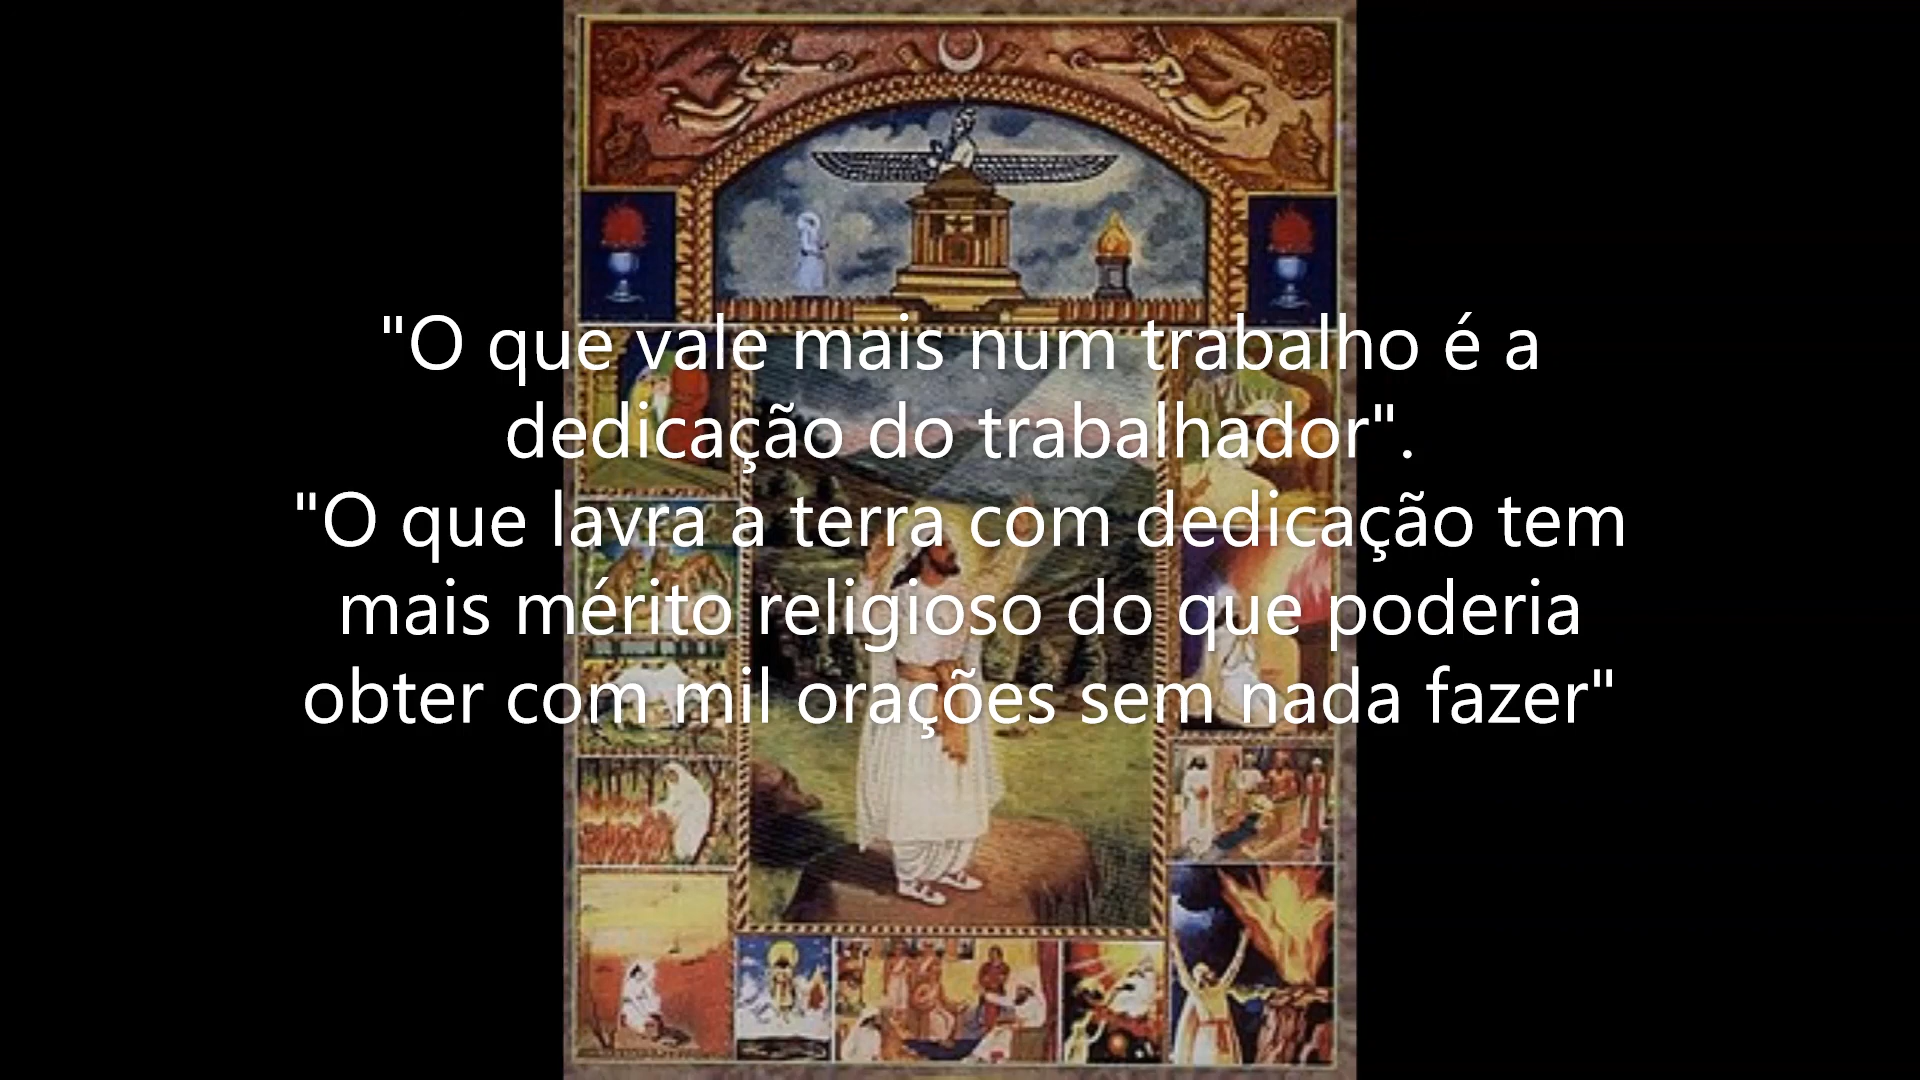 "O que vale mais num trabalho é a
dedicação do trabalhador".
"O que lavra a terra com dedicação tem
mais mérito religioso do que poderia
obter com mil orações sem nada fazer"